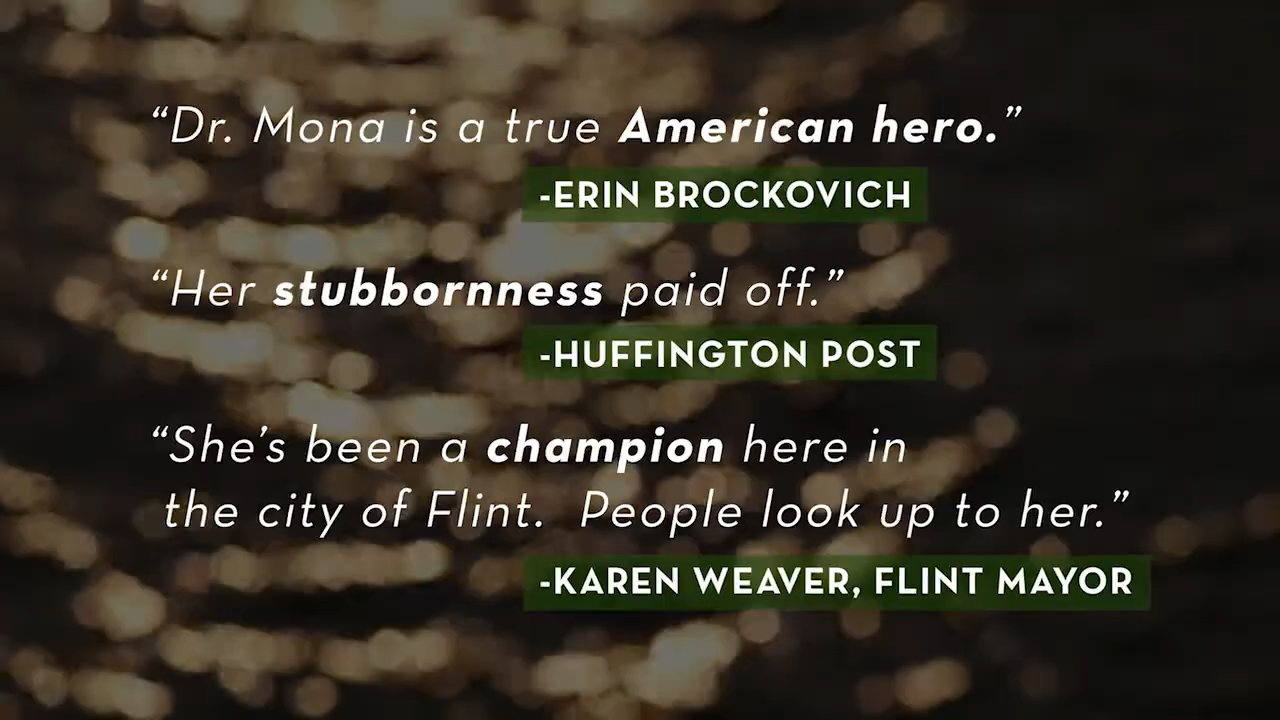 “Dr. Mona is a true American hero.”
-ERIN BROCKOVICH
“Her stubbornness paid off.”
-HUFFINGTON POST
“She’s been a champion here in
the city of Flint.  People look up to her.”
-KAREN WEAVER, FLINT MAYOR